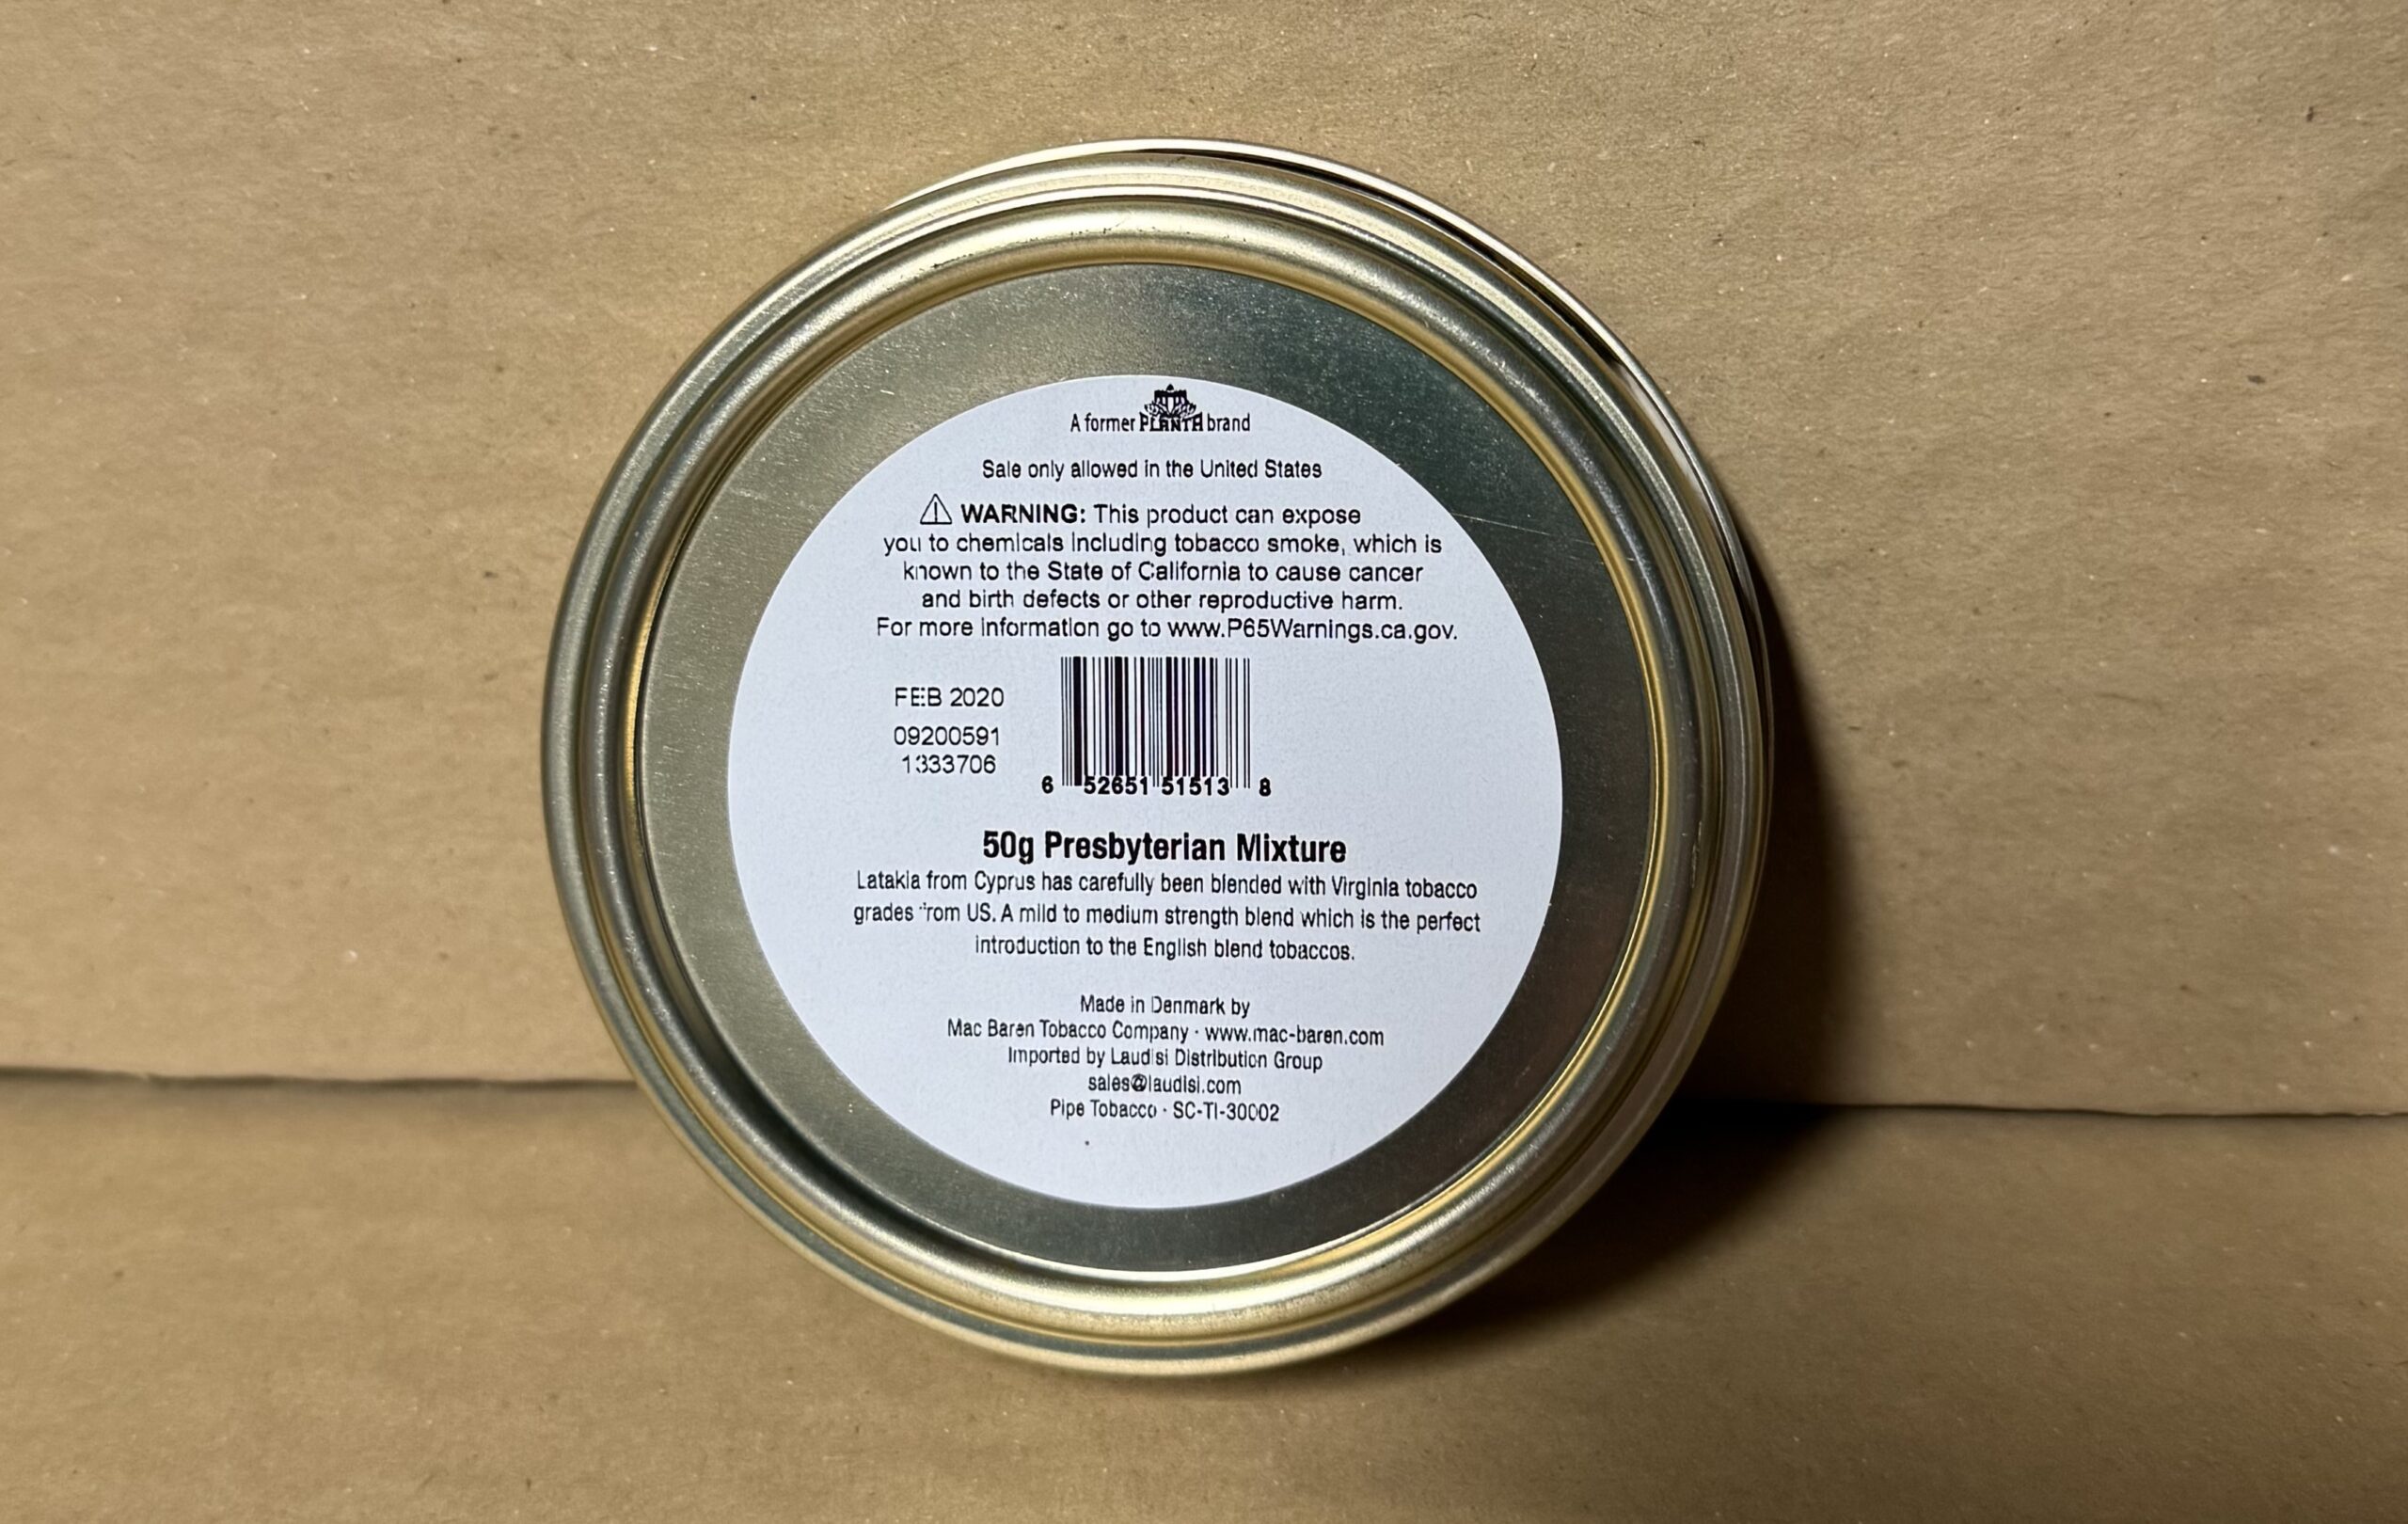 A former PLANTA brand
Sale only allowed in the United States
⚠ WARNING: This product can expose
you to chemicals including tobacco smoke, which is
known to the State of California to cause cancer
and birth defects or other reproductive harm.
For more information go to www.P65Warnings.ca.gov.
FEB 2020
09200591
1333706
6 52651 51513 8
50g Presbyterian Mixture
Latakia from Cyprus has carefully been blended with Virginia tobacco
grades from US. A mild to medium strength blend which is the perfect
introduction to the English blend tobaccos.
Made in Denmark by
Mac Baren Tobacco Company · www.mac-baren.com
Imported by Laudisi Distribution Group
sales@laudisi.com
Pipe Tobacco · SC-TI-30002